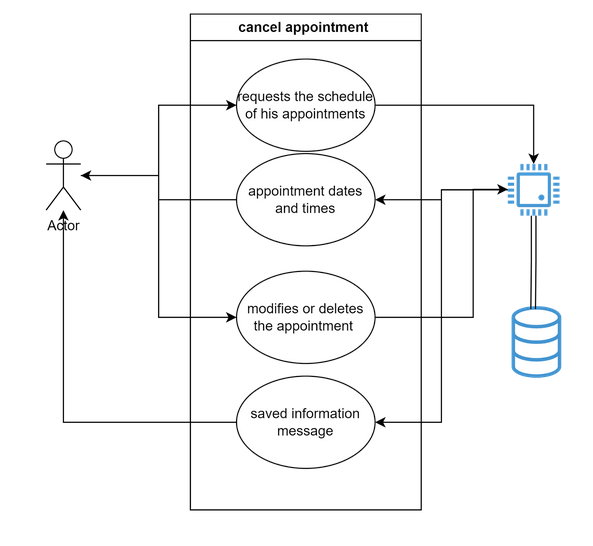 cancel appointment
requests the schedule
of his appointments
appointment dates
and times
Actor
modifies or deletes
the appointment
saved information
message